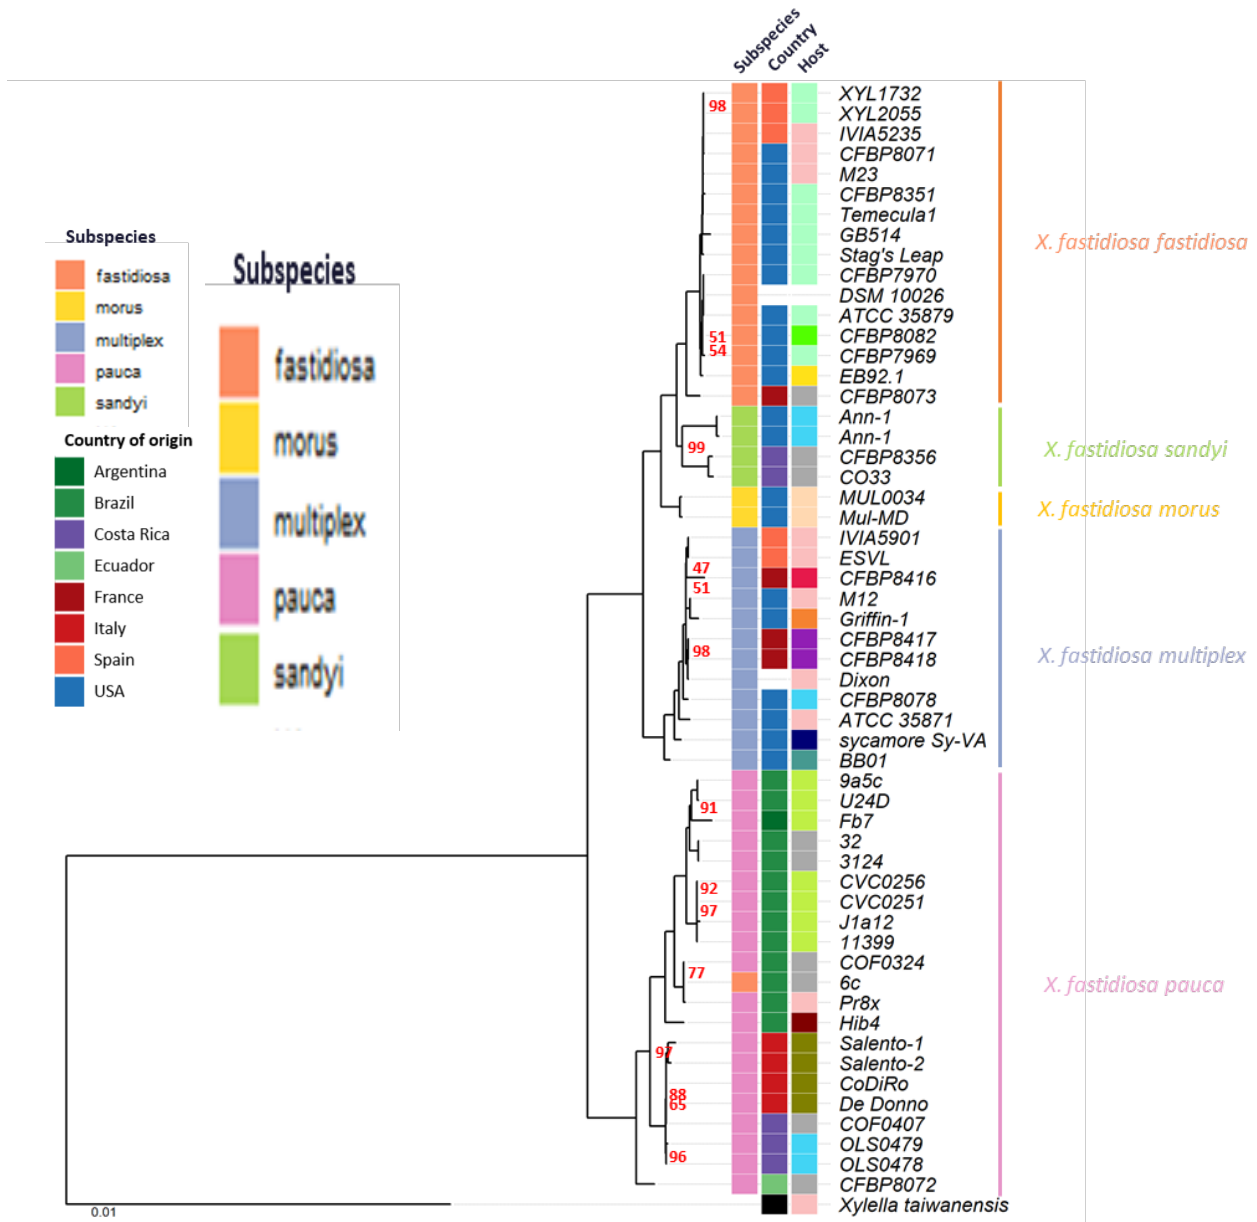 Subspecies
Country
Host
XYL1732
98
XYL2055
IVIA5235
CFBP8071
M23
CFBP8351
Temecula1
GB514
X. fastidiosa fastidiosa
Stag's Leap
CFBP7970
DSM 10026
ATCC 35879
51
CFBP8082
54
CFBP7969
EB92.1
CFBP8073
Ann-1
Ann-1
99
X. fastidiosa sandyi
CFBP8356
CO33
MUL0034
X. fastidiosa morus
Mul-MD
IVIA5901
ESVL
47
CFBP8416
51
M12
Griffin-1
CFBP8417
98
X. fastidiosa multiplex
CFBP8418
Dixon
CFBP8078
ATCC 35871
sycamore Sy-VA
BB01
9a5c
U24D
91
Fb7
32
3124
CVC0256
92
CVC0251
97
J1a12
11399
COF0324
77
6c
X. fastidiosa pauca
Pr8x
Hib4
Salento-1
97
Salento-2
CoDiRo
88
De Donno
65
COF0407
OLS0479
96
OLS0478
CFBP8072
Xylella taiwanensis
0.01
Subspecies
fastidiosa
morus
multiplex
pauca
sandyi
Country of origin
Argentina
Brazil
Costa Rica
Ecuador
France
Italy
Spain
USA
Subspecies
fastidiosa
morus
multiplex
pauca
sandyi